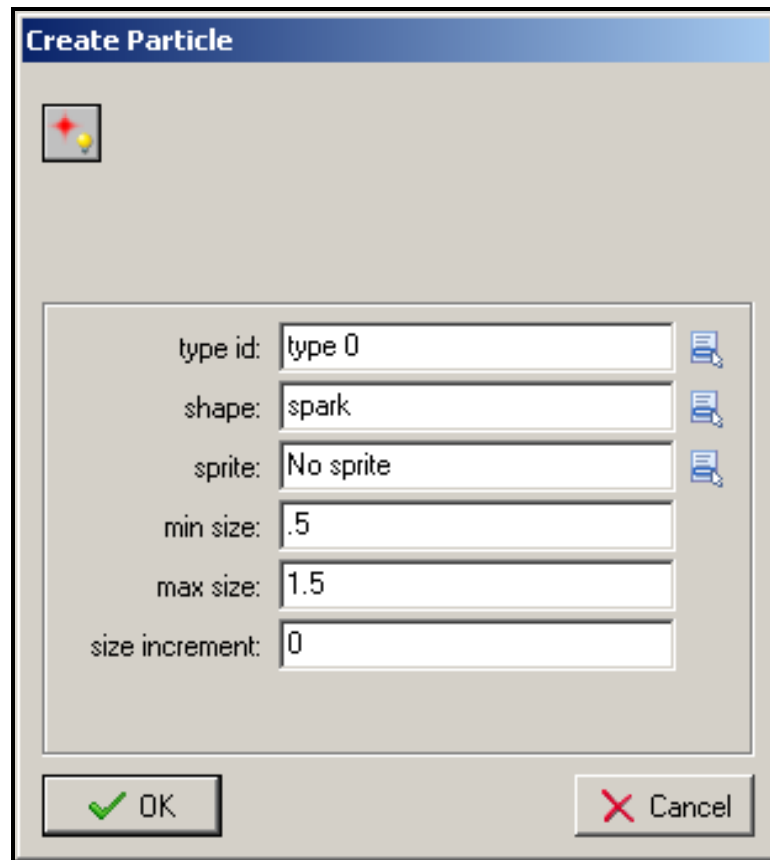 Create Particle
type id: type 0
shape: spark
sprite: No sprite
min size: .5
max size: 1.5
size increment: 0
OK Cancel